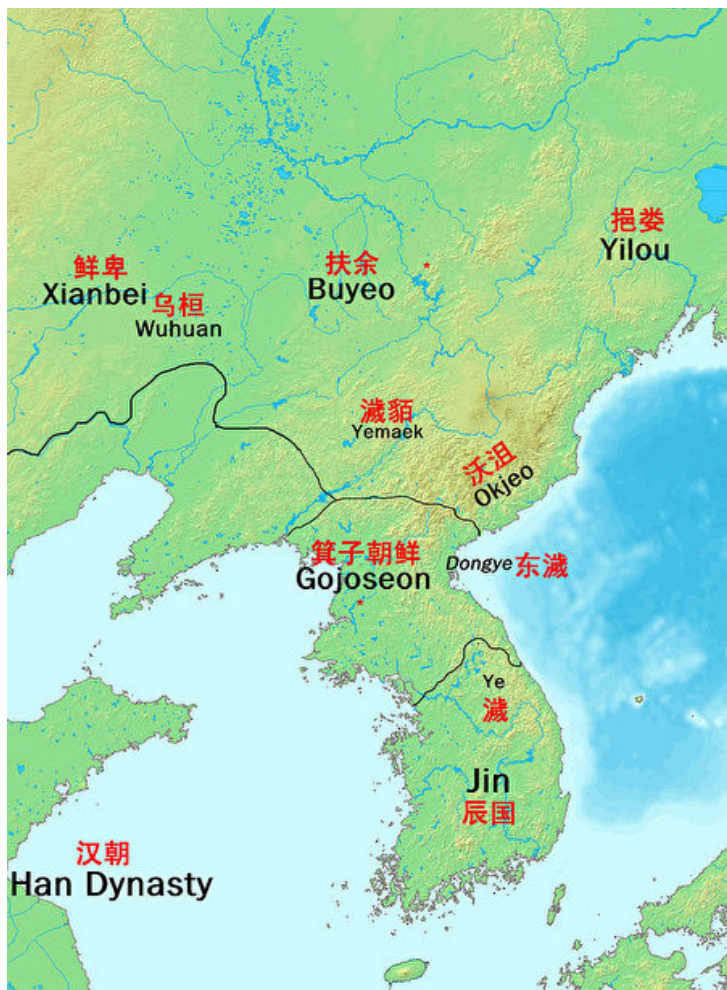 挹娄
Yilou
鲜卑
Xianbei
扶余
Buyeo
乌桓
Wuhuan
濊貊
Yemaek
沃沮
Okjeo
箕子朝鲜
Gojoseon
Dongye 东濊
Ye
濊
Jin
辰国
汉朝
Han Dynasty